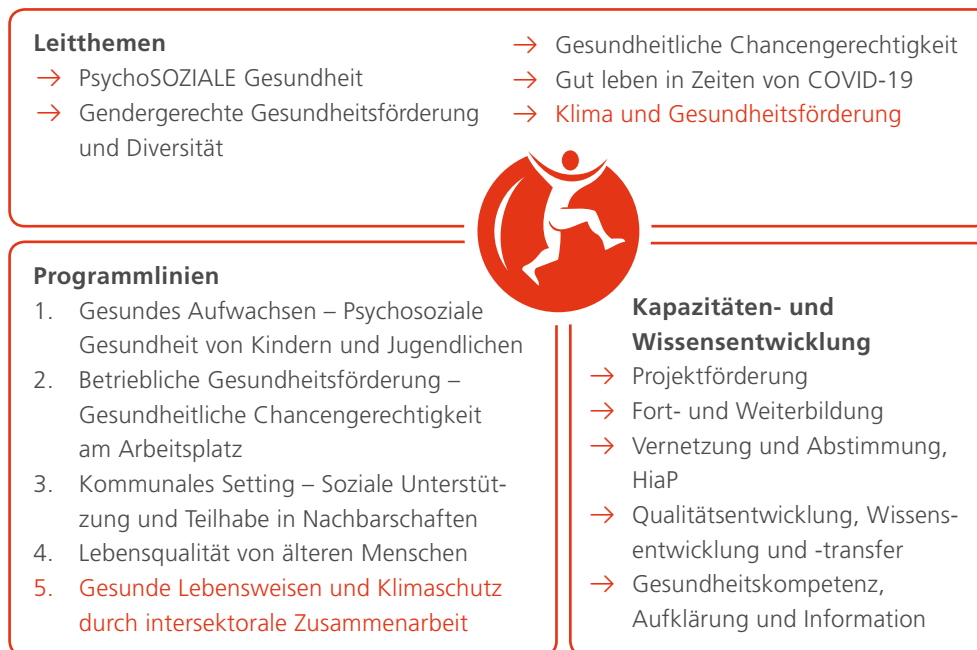 Leitthemen
→ PsychoSOZIALE Gesundheit
→ Gendergerechte Gesundheitsförderung
und Diversität
→ Gesundheitliche Chancengerechtigkeit
→ Gut leben in Zeiten von COVID-19
→ Klima und Gesundheitsförderung
Programmlinien
1. Gesundes Aufwachsen – Psychosoziale
Gesundheit von Kindern und Jugendlichen
2. Betriebliche Gesundheitsförderung –
Gesundheitliche Chancengerechtigkeit
am Arbeitsplatz
3. Kommunales Setting – Soziale Unterstüt-
zung und Teilhabe in Nachbarschaften
4. Lebensqualität von älteren Menschen
5. Gesunde Lebensweisen und Klimaschutz
durch intersektorale Zusammenarbeit
Kapazitäten- und
Wissensentwicklung
→ Projektförderung
→ Fort- und Weiterbildung
→ Vernetzung und Abstimmung,
HiaP
→ Qualitätsentwicklung, Wissens-
entwicklung und -transfer
→ Gesundheitskompetenz,
Aufklärung und Information